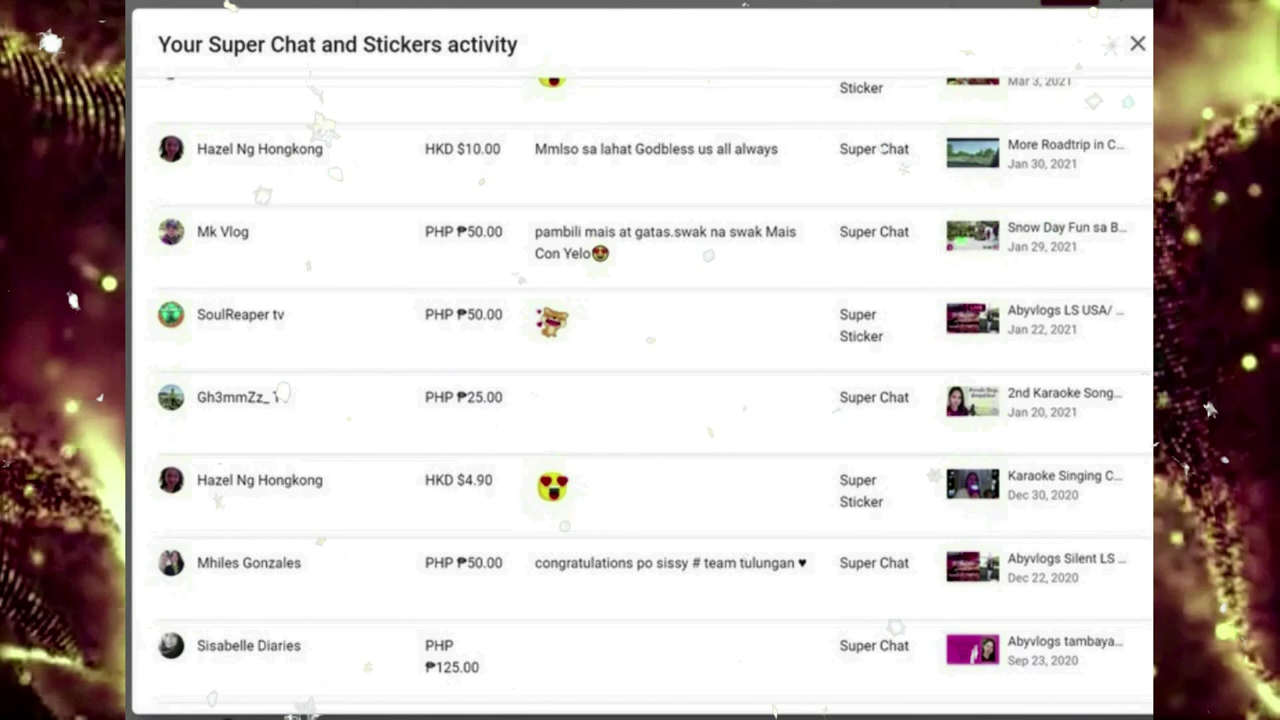 Your Super Chat and Stickers activity
Sticker
Mar 3, 2021
Hazel Ng Hongkong HKD $10.00 Mmlso sa lahat Godbless us all always Super Chat More Roadtrip in C...
Jan 30, 2021
Mk Vlog PHP ₱50.00 pambili mais at gatas.swak na swak Mais Super Chat Snow Day Fun sa B...
Con Yelo😍 Jan 29, 2021
SoulReaper tv PHP ₱50.00 Super Abyvlogs LS USA/ ...
Sticker Jan 22, 2021
Gh3mmZz_ PHP ₱25.00 Super Chat 2nd Karaoke Song...
Jan 20, 2021
Hazel Ng Hongkong HKD $4.90 Super Karaoke Singing C...
Sticker Dec 30, 2020
Mhiles Gonzales PHP ₱50.00 congratulations po sissy # team tulungan ♥ Super Chat Abyvlogs Silent LS ...
Dec 22, 2020
Sisabelle Diaries PHP Super Chat Abyvlogs tambaya...
₱125.00 Sep 23, 2020